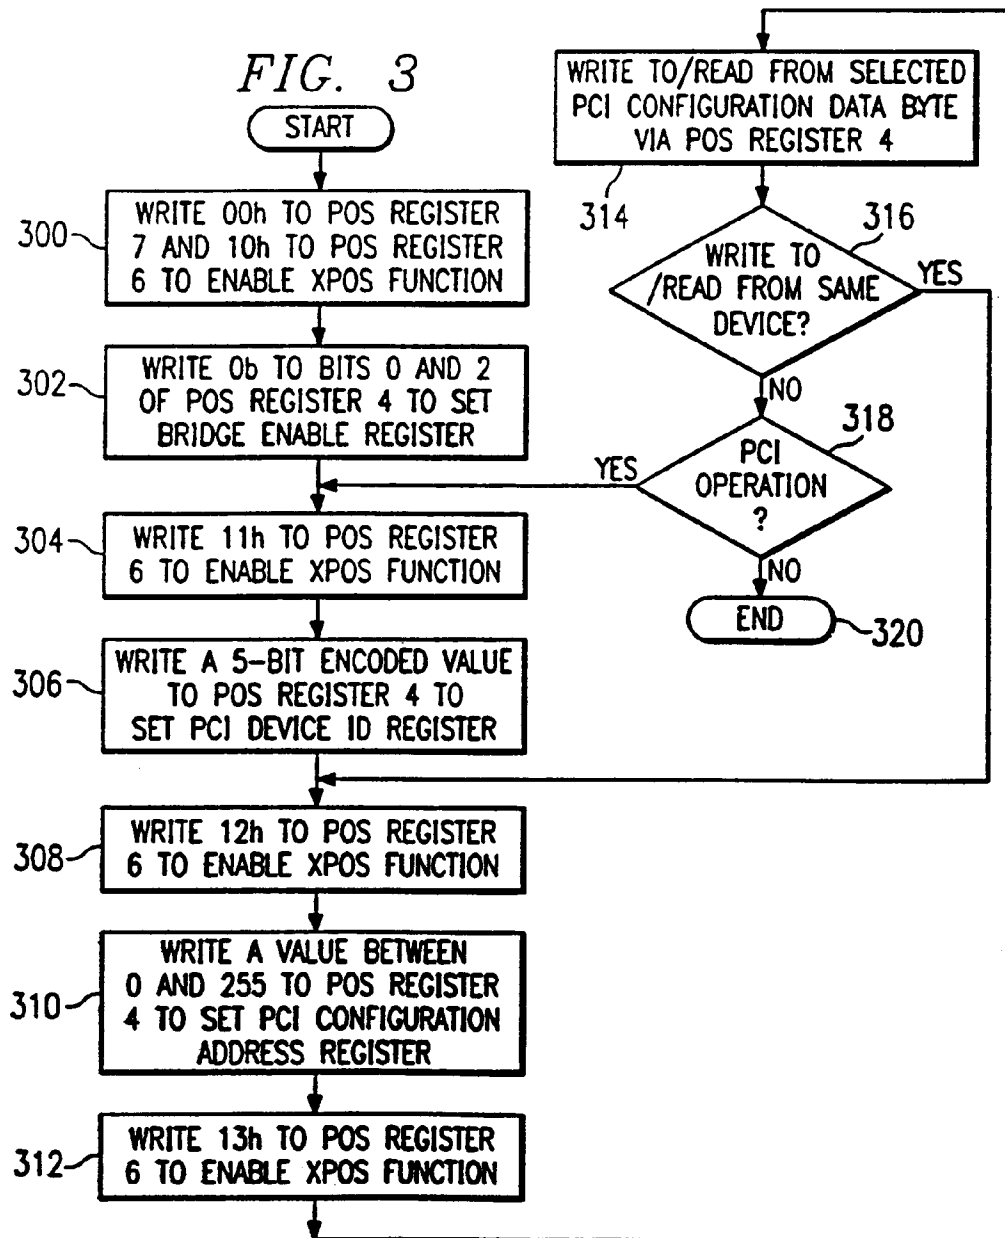 FIG. 3
START
300
WRITE 00h TO POS REGISTER
7 AND 10h TO POS REGISTER
6 TO ENABLE XPOS FUNCTION
302
WRITE 0b TO BITS 0 AND 2
OF POS REGISTER 4 TO SET
BRIDGE ENABLE REGISTER
304
WRITE 11h TO POS REGISTER
6 TO ENABLE XPOS FUNCTION
306
WRITE A 5-BIT ENCODED VALUE
TO POS REGISTER 4 TO
SET PCI DEVICE ID REGISTER
308
WRITE 12h TO POS REGISTER
6 TO ENABLE XPOS FUNCTION
310
WRITE A VALUE BETWEEN
0 AND 255 TO POS REGISTER
4 TO SET PCI CONFIGURATION
ADDRESS REGISTER
312
WRITE 13h TO POS REGISTER
6 TO ENABLE XPOS FUNCTION
WRITE TO/READ FROM SELECTED
PCI CONFIGURATION DATA BYTE
VIA POS REGISTER 4
314
316
WRITE TO
/READ FROM SAME
DEVICE?
YES
NO
318
PCI
OPERATION
?
YES
NO
END
320